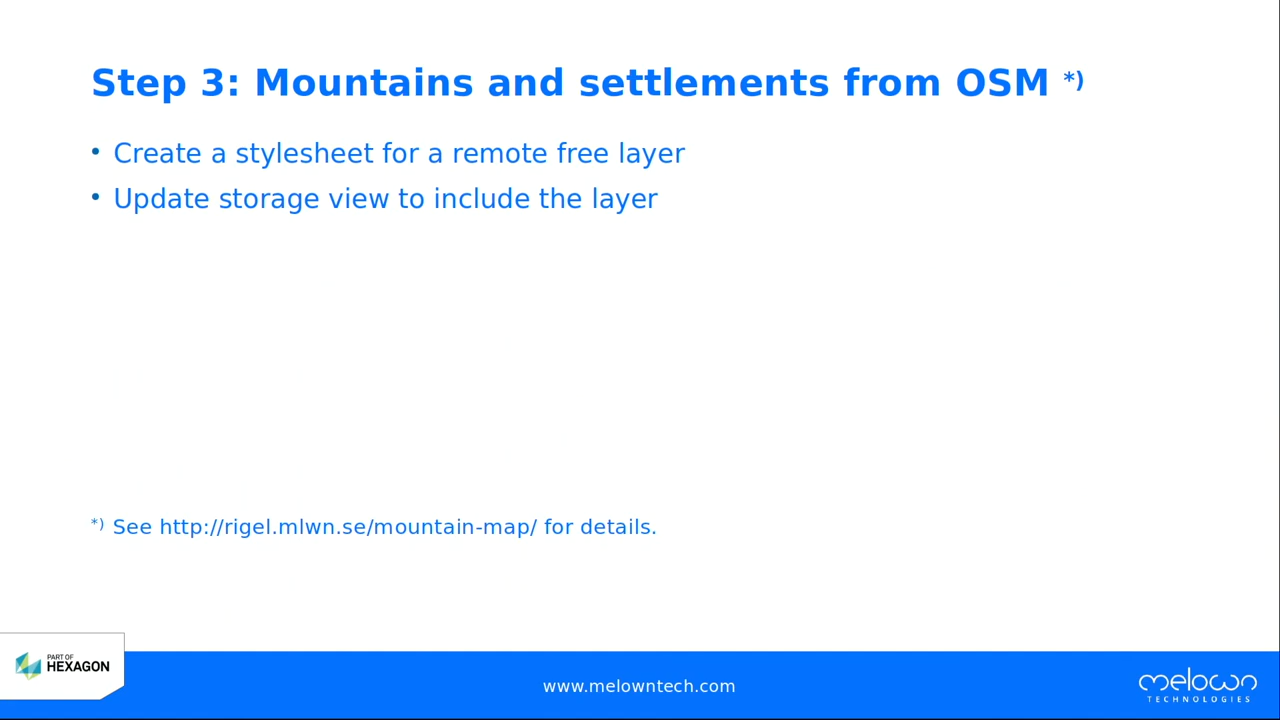 Step 3: Mountains and settlements from OSM *)
• Create a stylesheet for a remote free layer
• Update storage view to include the layer
*) See http://rigel.mlwn.se/mountain-map/ for details.
PART OF
HEXAGON
www.melowntech.com
melown
TECHNOLOGIES